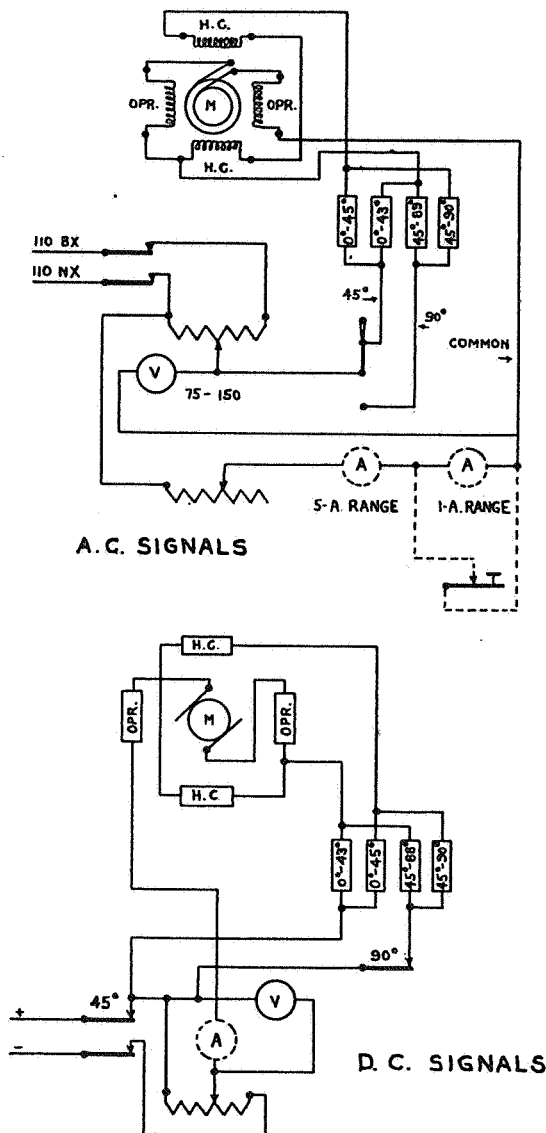 H.C.
OPR.
M
OPR.
H.C.
0°-45°
0°-43°
45°-89°
45°-90°
110 BX
110 NX
45°
90°
COMMON
V
75-150
A
A
5-A. RANGE
1-A. RANGE
A.C. SIGNALS
H.C.
OPR.
M
OPR.
H.C
0°-43°
0°-45°
45°-88°
45°-90°
90°
45°
V
+
A
-
D.C. SIGNALS